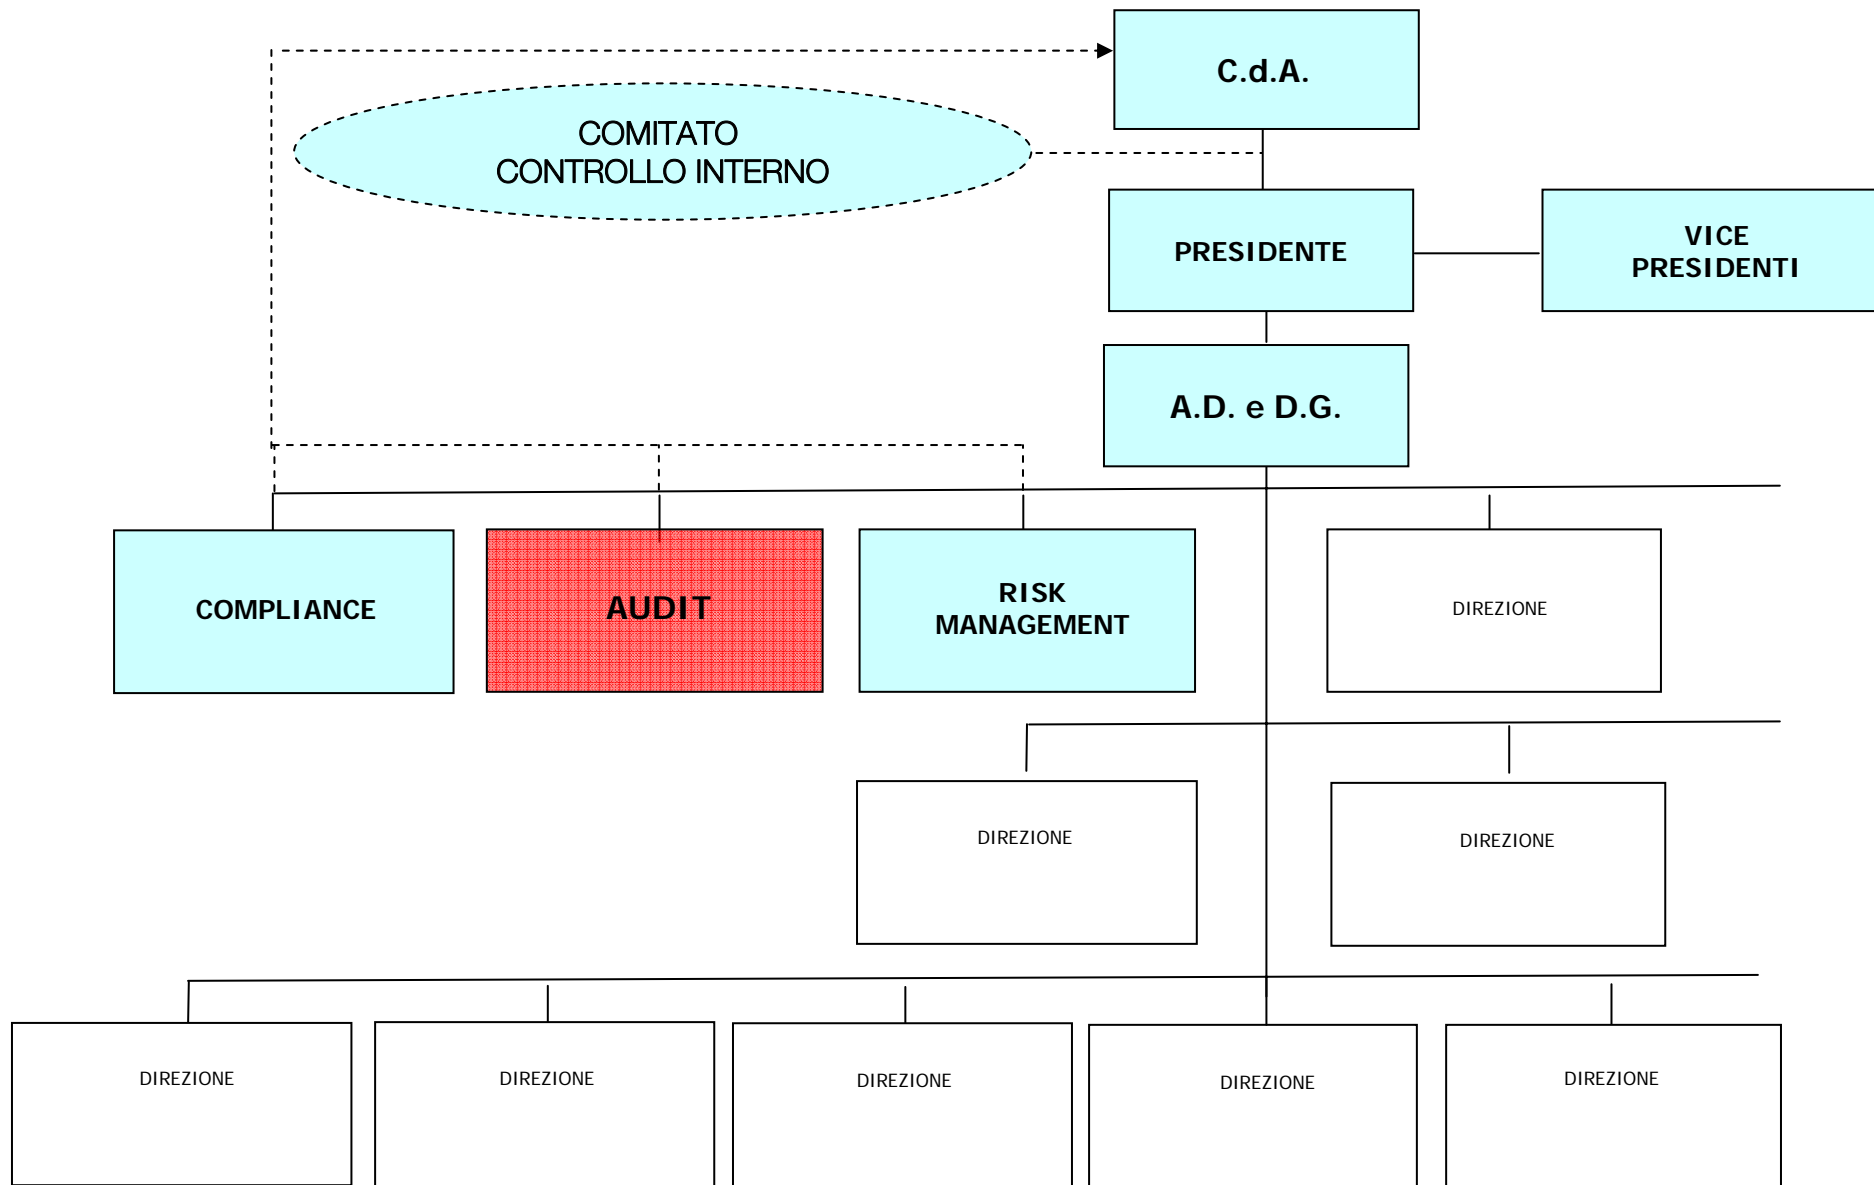 C.d.A.
COMITATO
CONTROLLO INTERNO
PRESIDENTE
VICE
PRESIDENTI
A.D. e D.G.
COMPLIANCE
AUDIT
RISK
MANAGEMENT
DIREZIONE
DIREZIONE
DIREZIONE
DIREZIONE
DIREZIONE
DIREZIONE
DIREZIONE
DIREZIONE